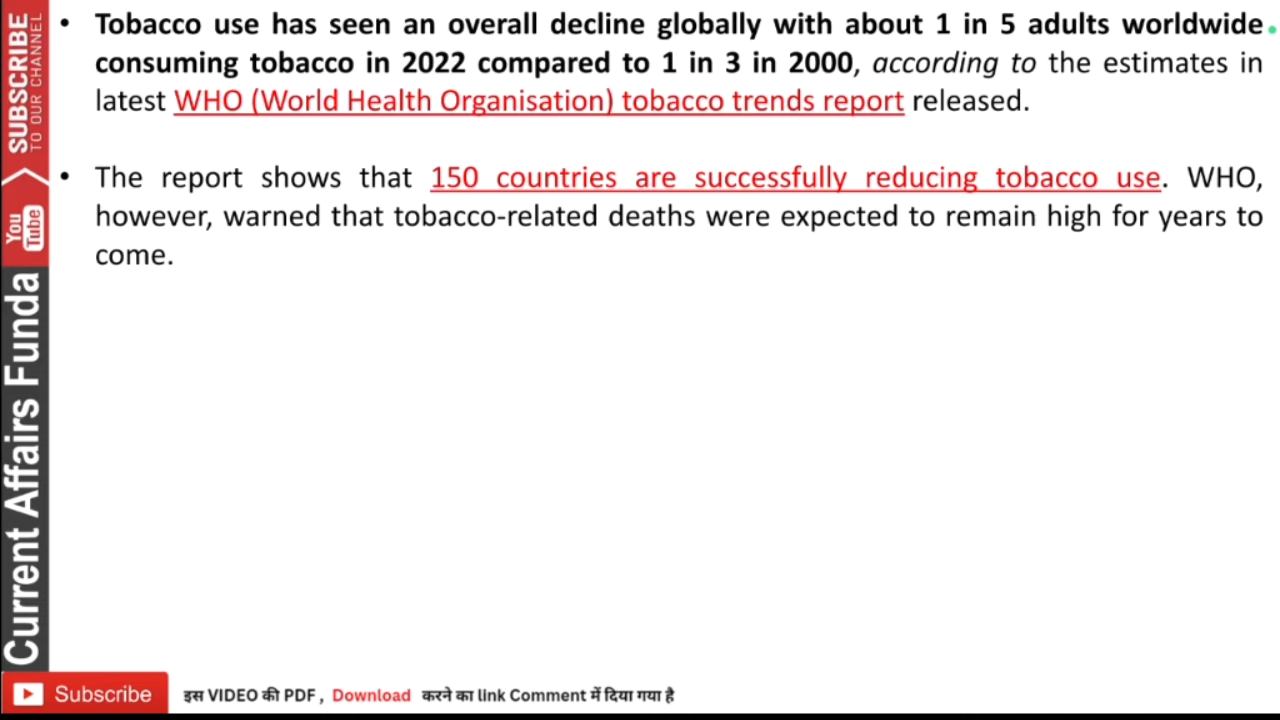 • Tobacco use has seen an overall decline globally with about 1 in 5 adults worldwide
consuming tobacco in 2022 compared to 1 in 3 in 2000, according to the estimates in
latest WHO (World Health Organisation) tobacco trends report released.
• The report shows that 150 countries are successfully reducing tobacco use. WHO,
however, warned that tobacco-related deaths were expected to remain high for years to
come.
SUBSCRIBE
TO OUR CHANNEL
You
Tube
Current Affairs Funda
Subscribe
इस VIDEO की PDF , Download करने का link Comment में दिया गया है